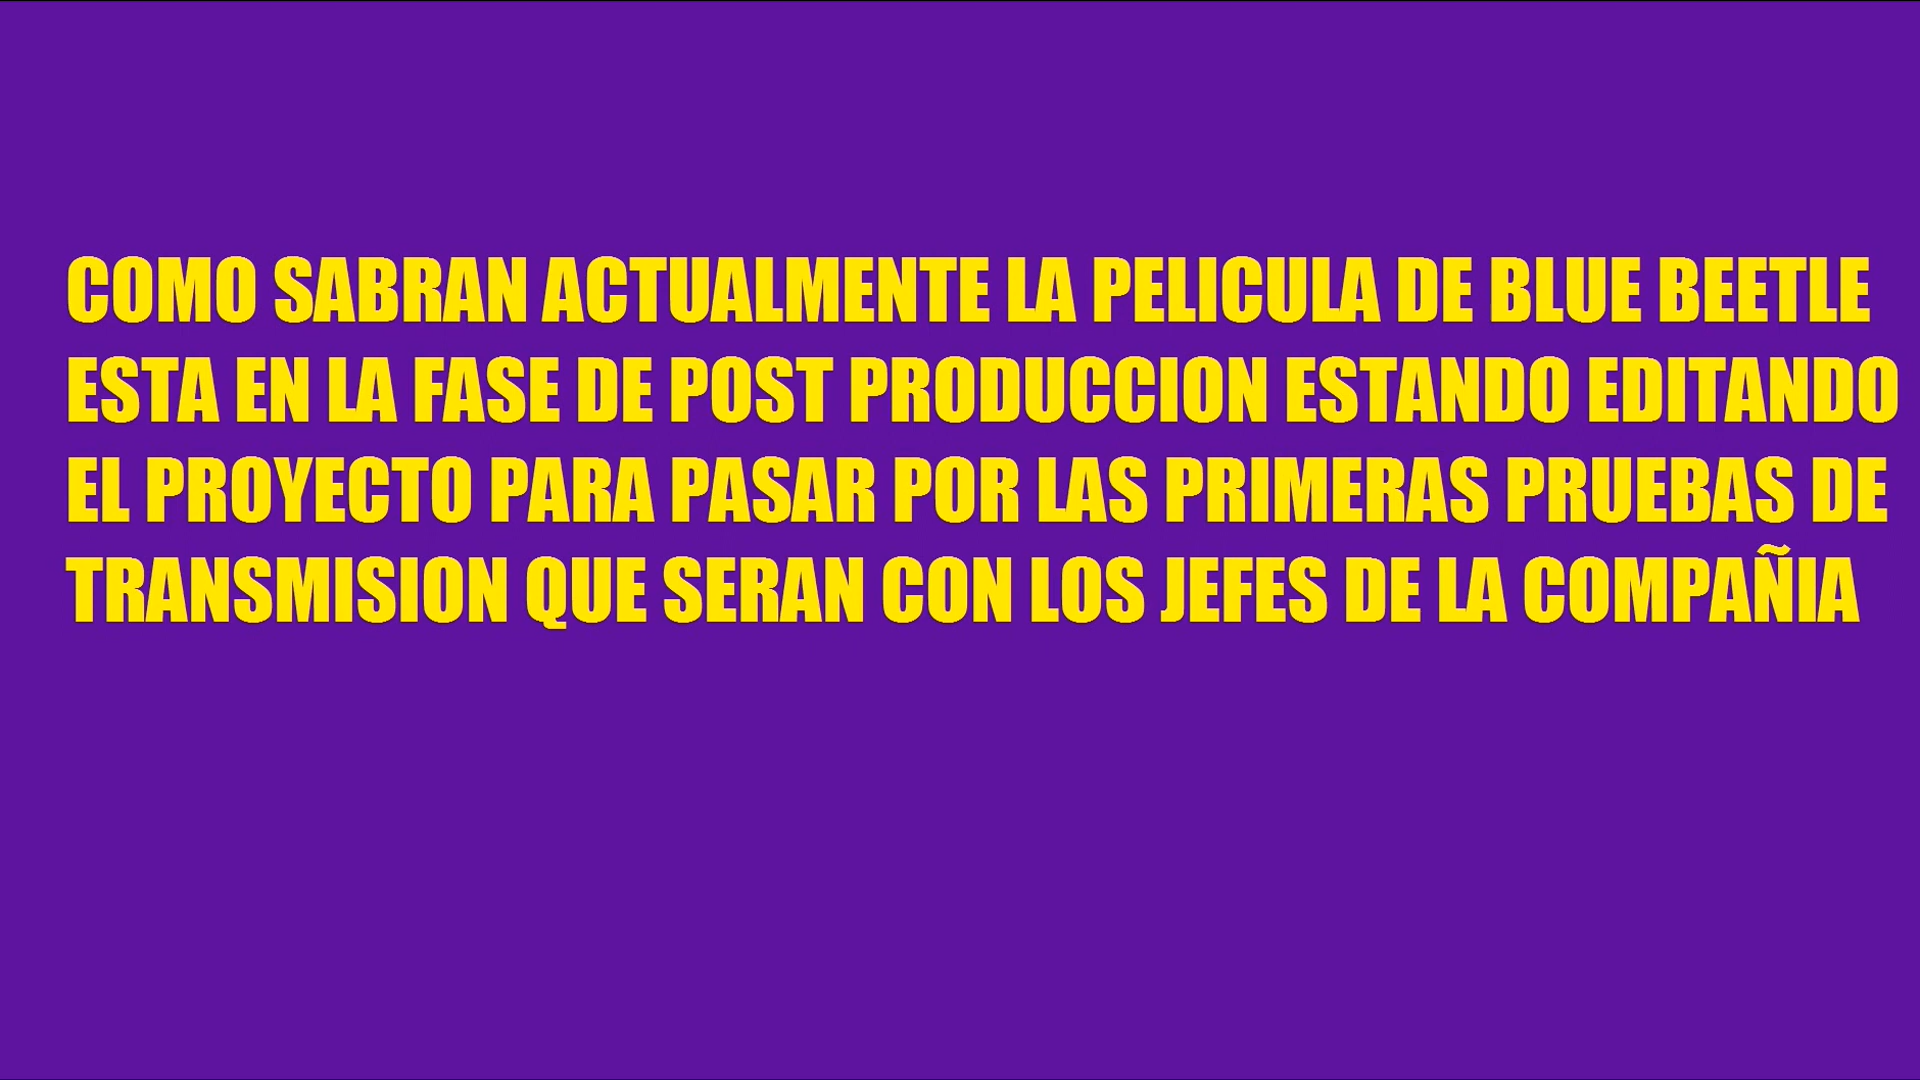 COMO SABRAN ACTUALMENTE LA PELICULA DE BLUE BEETLE
ESTA EN LA FASE DE POST PRODUCCION ESTANDO EDITANDO
EL PROYECTO PARA PASAR POR LAS PRIMERAS PRUEBAS DE
TRANSMISION QUE SERAN CON LOS JEFES DE LA COMPAÑIA